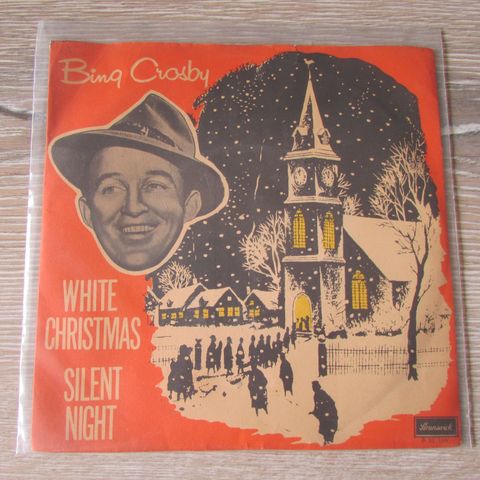 Bing Crosby
WHITE
CHRISTMAS
SILENT
NIGHT
Brunswick